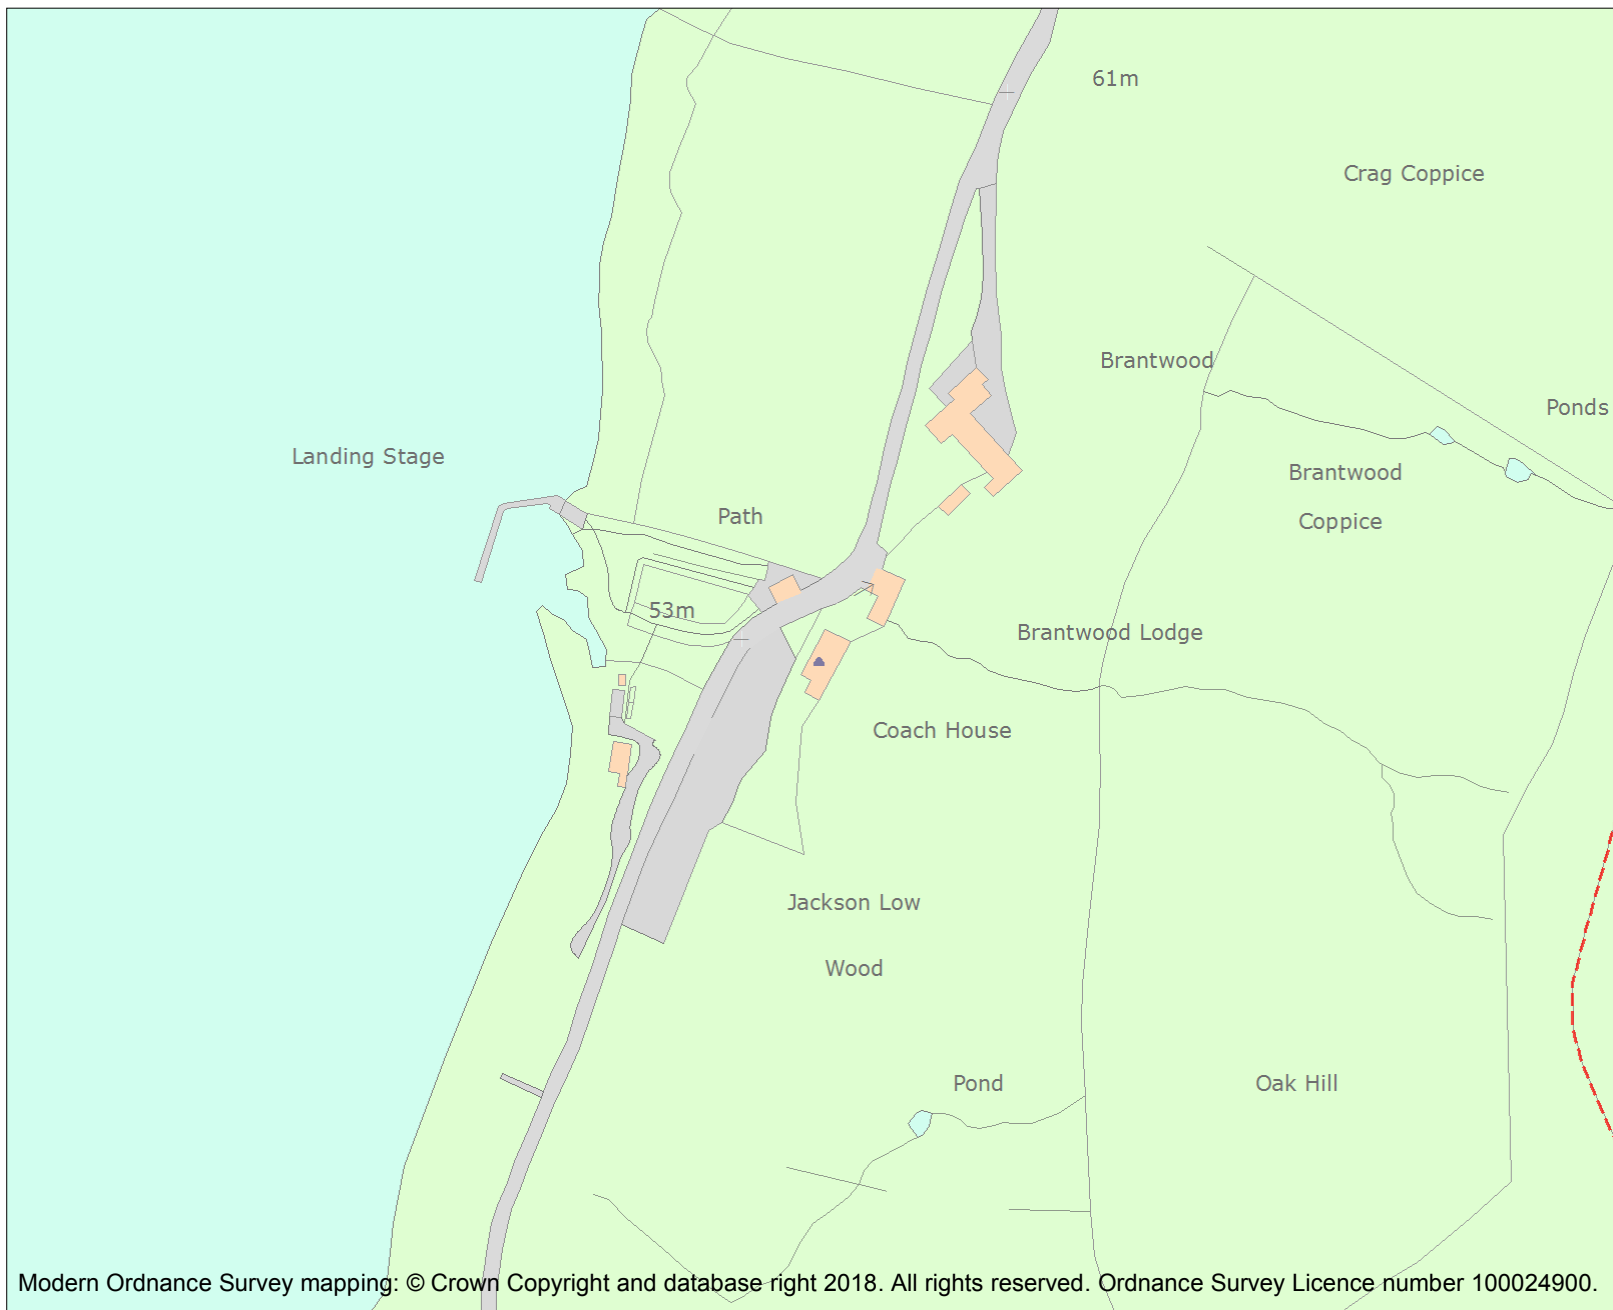 61m
Crag Coppice
Brantwood
Ponds
Landing Stage
Brantwood
Path
Coppice
53m
Brantwood Lodge
Coach House
Jackson Low
Wood
Pond
Oak Hill
Modern Ordnance Survey mapping: © Crown Copyright and database right 2018. All rights reserved. Ordnance Survey Licence number 100024900.